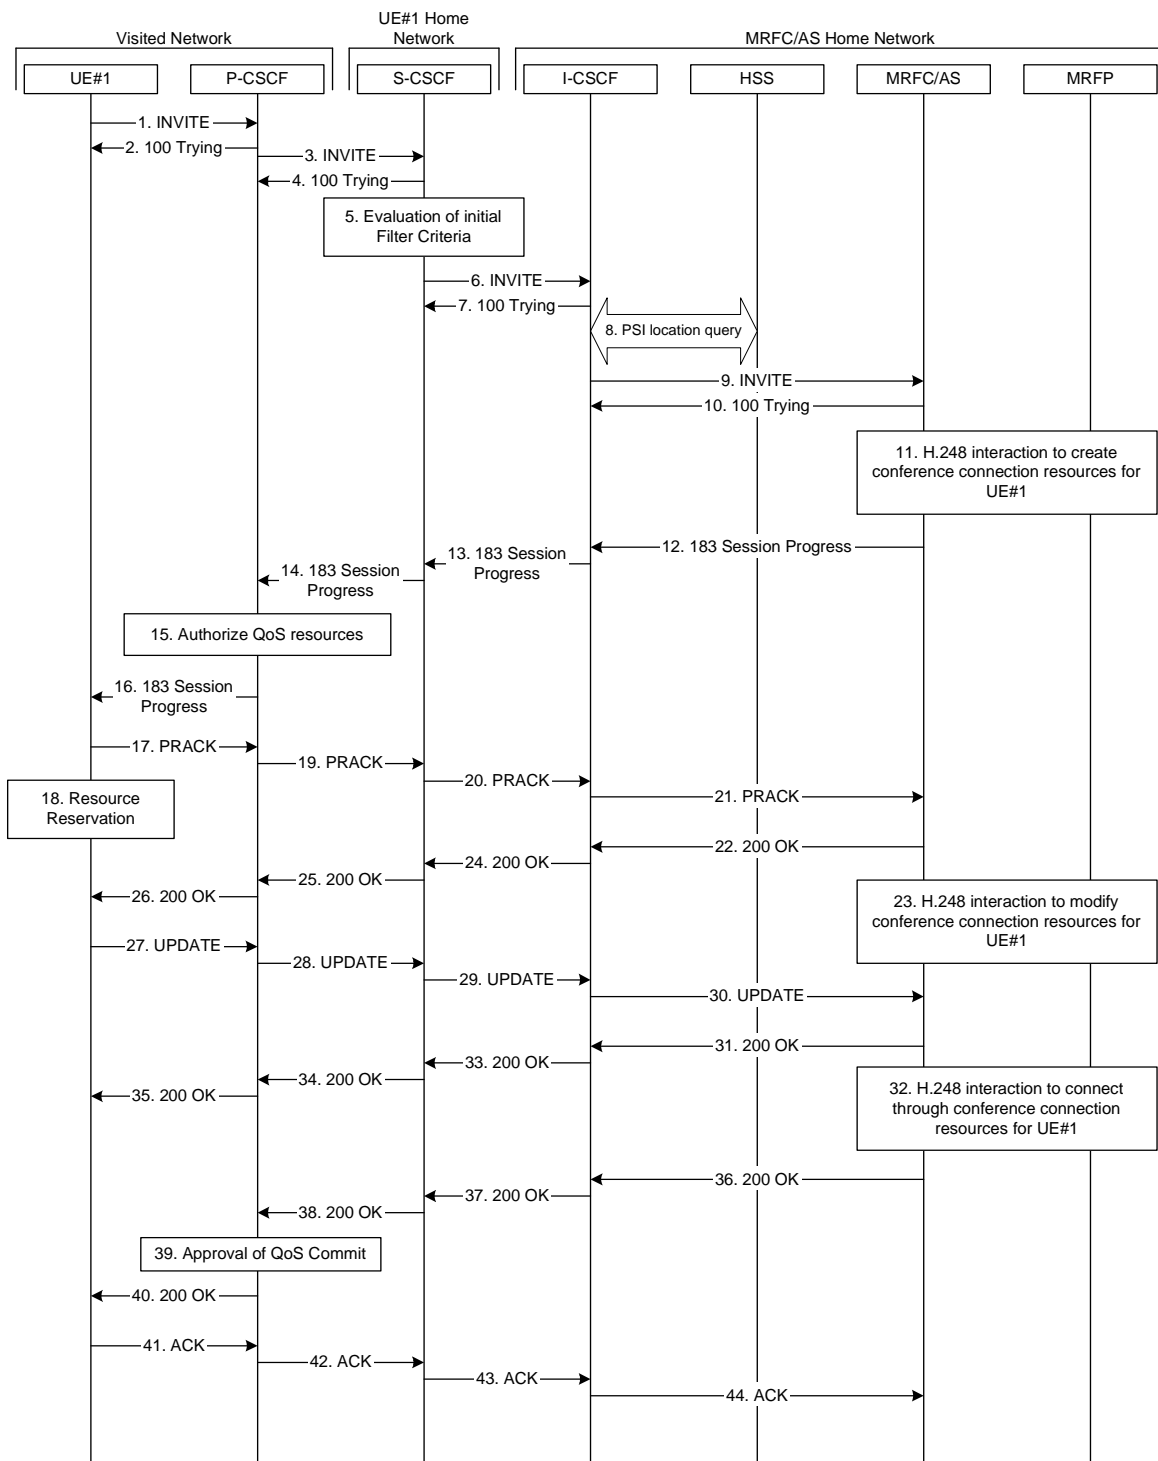 UE#1 Home
Network
Visited Network
MRFC/AS Home Network
UE#1
P-CSCF
S-CSCF
I-CSCF
HSS
MRFC/AS
MRFP
1. INVITE
2. 100 Trying
3. INVITE
4. 100 Trying
5. Evaluation of initial
Filter Criteria
6. INVITE
7. 100 Trying
8. PSI location query
9. INVITE
10. 100 Trying
11. H.248 interaction to create
conference connection resources for
UE#1
12. 183 Session Progress
13. 183 Session
Progress
14. 183 Session
Progress
15. Authorize QoS resources
16. 183 Session
Progress
17. PRACK
19. PRACK
20. PRACK
21. PRACK
18. Resource
Reservation
22. 200 OK
24. 200 OK
25. 200 OK
26. 200 OK
23. H.248 interaction to modify
conference connection resources for
UE#1
27. UPDATE
28. UPDATE
29. UPDATE
30. UPDATE
31. 200 OK
33. 200 OK
34. 200 OK
35. 200 OK
32. H.248 interaction to connect
through conference connection
resources for UE#1
36. 200 OK
37. 200 OK
38. 200 OK
39. Approval of QoS Commit
40. 200 OK
41. ACK
42. ACK
43. ACK
44. ACK